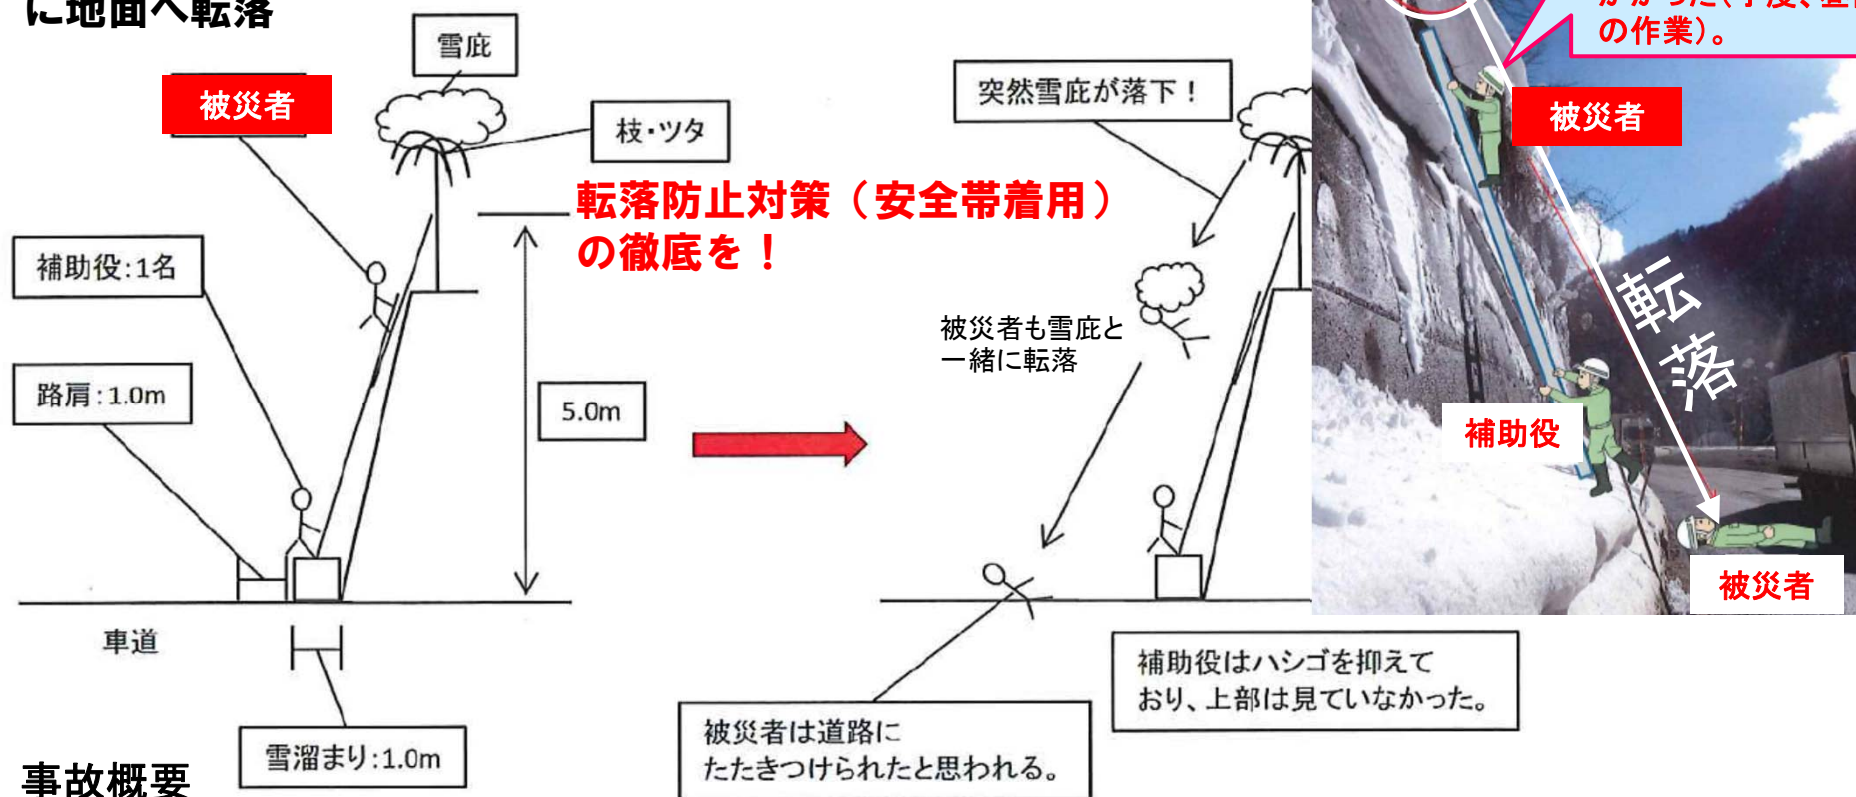 に地面へ転落
雪庇
被災者
枝・ツタ
転落防止対策（安全帯着用）
の徹底を！
補助役:1名
路肩:1.0m
5.0m
車道
雪溜まり:1.0m
突然雪庇が落下！
被災者も雪庇と
一緒に転落
被災者は道路に
たたきつけられたと思われる。
補助役はハシゴを抑えて
おり、上部は見ていなかった。
の作業）。
被災者
転落
補助役
被災者
事故概要